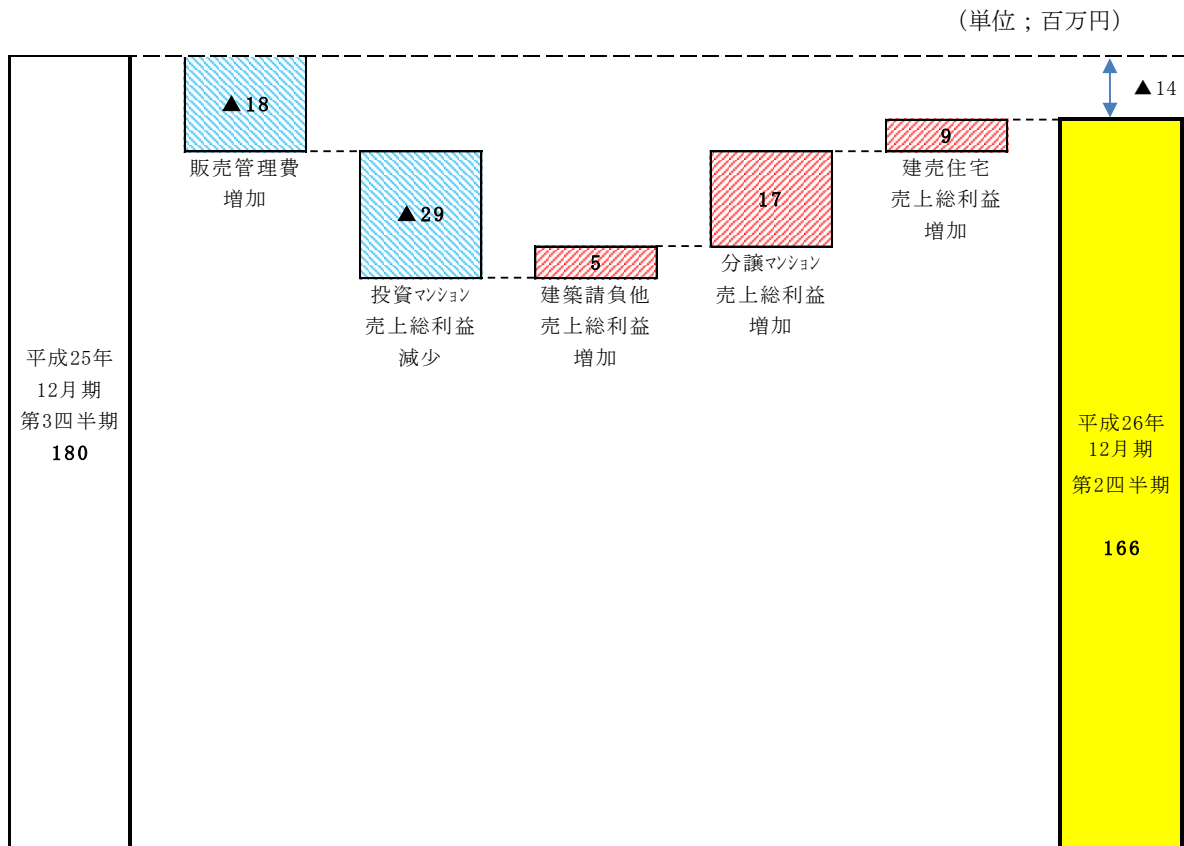 （単位；百万円）
▲14
▲18
販売管理費
増加
▲29
投資マンション
売上総利益
減少
5
建築請負他
売上総利益
増加
17
分譲マンション
売上総利益
増加
9
建売住宅
売上総利益
増加
平成25年
12月期
第3四半期
180
平成26年
12月期
第2四半期
166